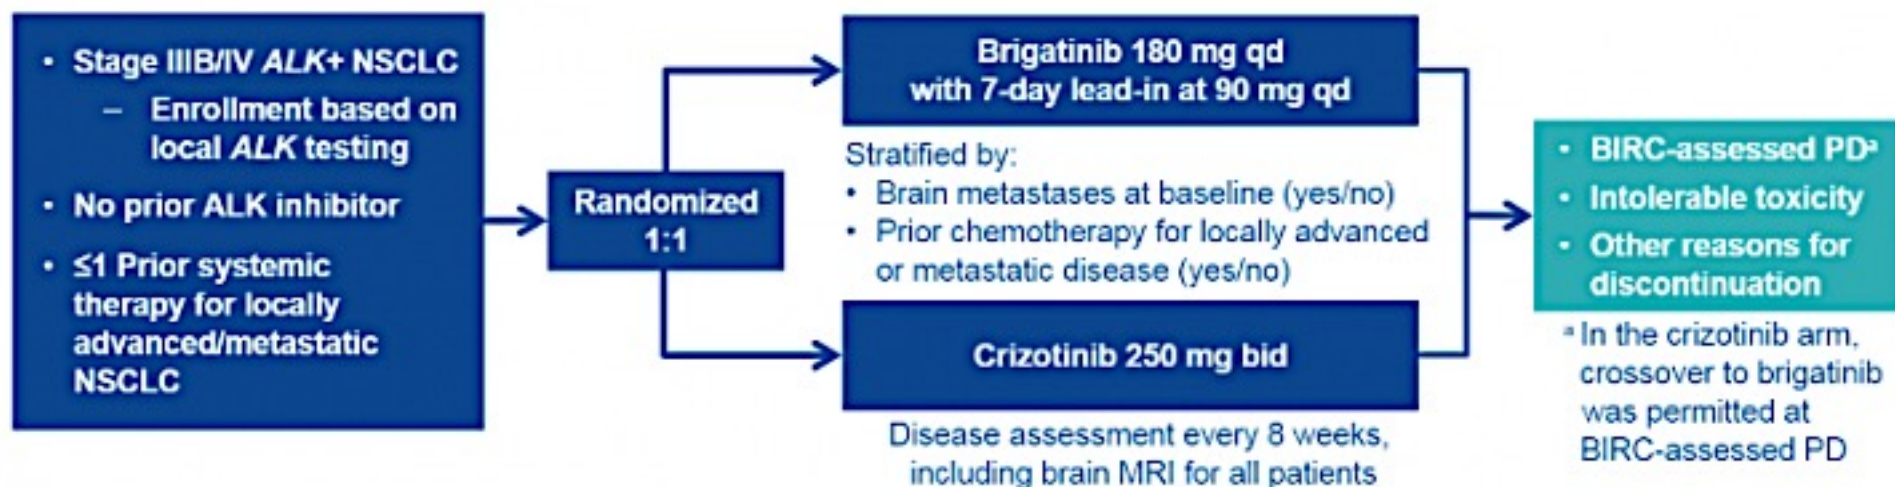 • Stage IIIB/IV ALK+ NSCLC
– Enrollment based on
local ALK testing
• No prior ALK inhibitor
• ≤1 Prior systemic
therapy for locally
advanced/metastatic
NSCLC
Randomized
1:1
Brigatinib 180 mg qd
with 7-day lead-in at 90 mg qd
Stratified by:
• Brain metastases at baseline (yes/no)
• Prior chemotherapy for locally advanced
or metastatic disease (yes/no)
Crizotinib 250 mg bid
Disease assessment every 8 weeks,
including brain MRI for all patients
• BIRC-assessed PDᵃ
• Intolerable toxicity
• Other reasons for
discontinuation
ᵃ In the crizotinib arm,
crossover to brigatinib
was permitted at
BIRC-assessed PD